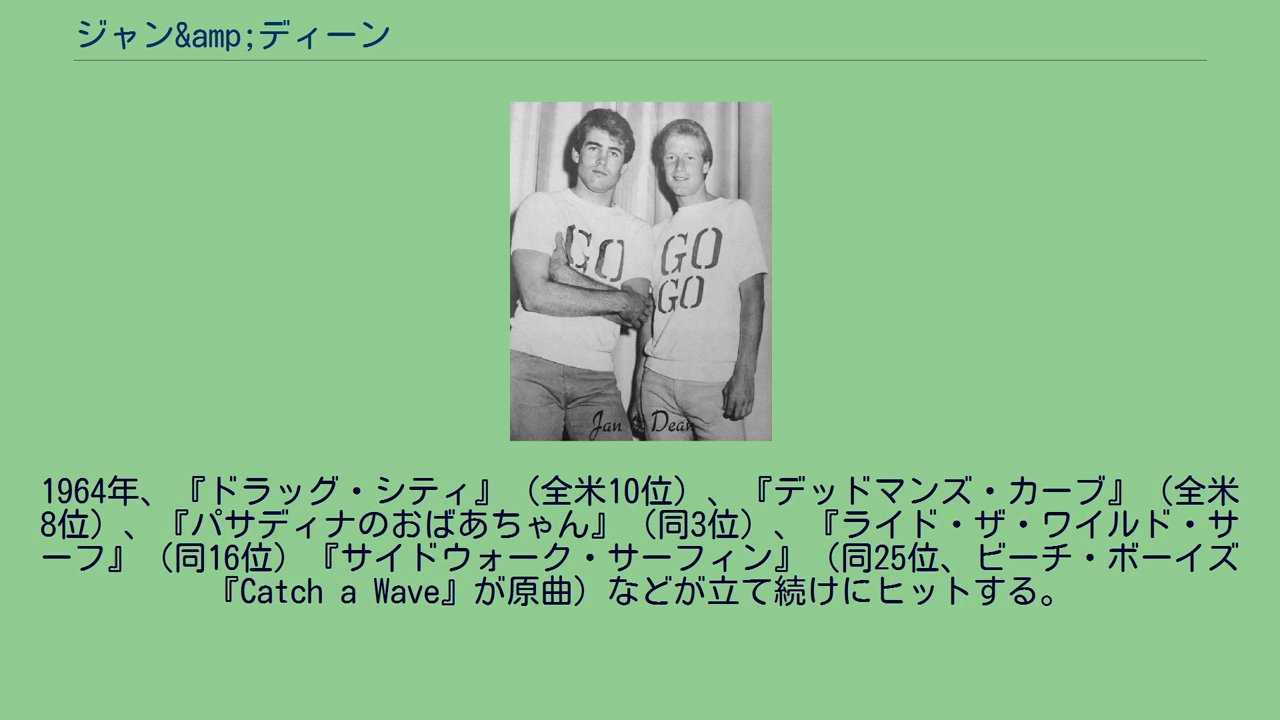 ジャン&amp;ディーン
GO
GO
GO
Jan & Dean
1964年、『ドラッグ・シティ』（全米10位）、『デッドマンズ・カーブ』（全米
8位）、『パサディナのおばあちゃん』（同3位）、『ライド・ザ・ワイルド・サ
ーフ』（同16位）『サイドウォーク・サーフィン』（同25位、ビーチ・ボーイズ
『Catch a Wave』が原曲）などが立て続けにヒットする。